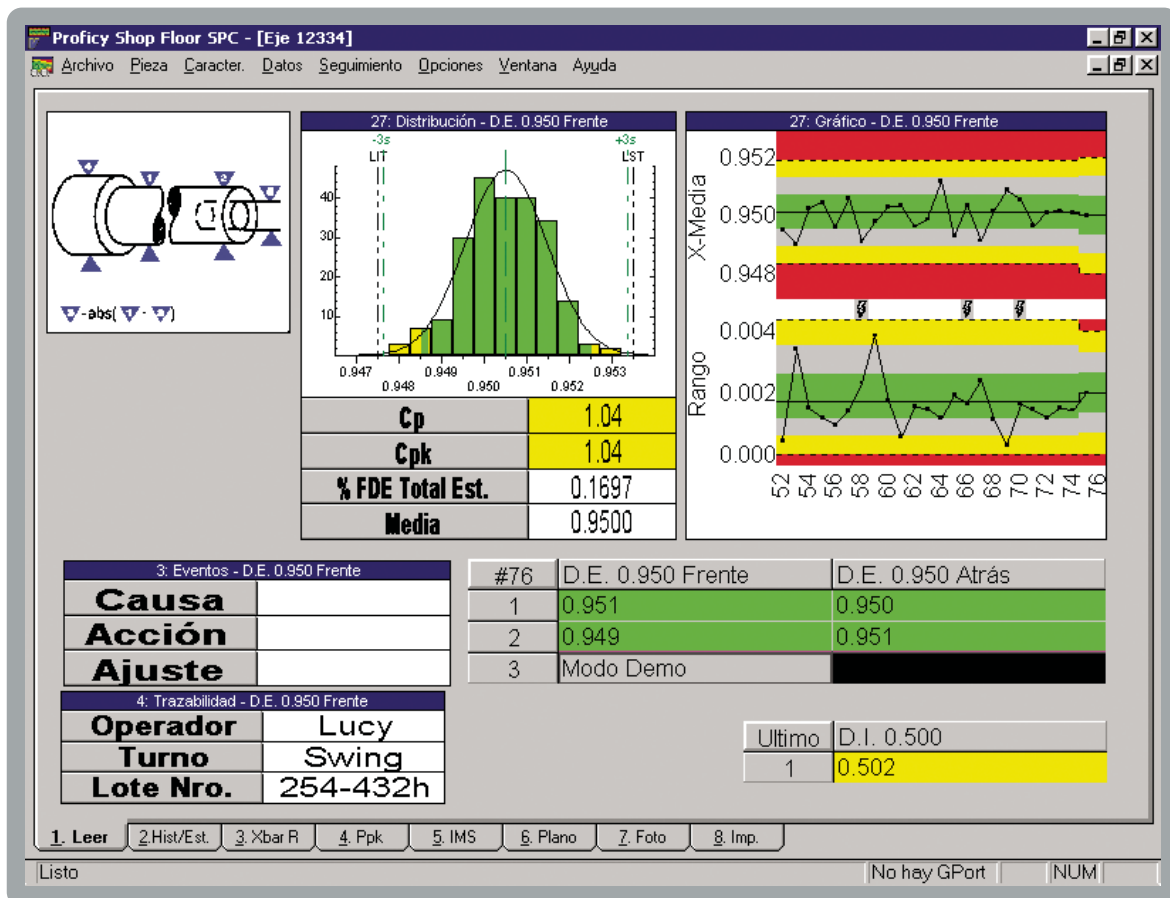 Proficy Shop Floor SPC - [Eje 12334]
Archivo Pieza Caracter. Datos Seguimiento Opciones Ventana Ayuda
4 1 2 1
3 -abs( 1 - 1 )
27: Distribución - D.E. 0.950 Frente
-3s +3s
LIT LST
40
30
20
10
0.947 0.949 0.951 0.953
0.948 0.950 0.952
Cp 1.04
Cpk 1.04
% FDE Total Est. 0.1697
Media 0.9500
27: Gráfico - D.E. 0.950 Frente
X-Media
0.952
0.950
0.948
Rango
0.004
0.002
0.000
52 54 56 58 60 62 64 66 68 70 72 74 76
3: Eventos - D.E. 0.950 Frente
Causa
Acción
Ajuste
4: Trazabilidad - D.E. 0.950 Frente
Operador Lucy
Turno Swing
Lote Nro. 254-432h
#76 D.E. 0.950 Frente D.E. 0.950 Atrás
1 0.951 0.950
2 0.949 0.951
3 Modo Demo
Ultimo D.I. 0.500
1 0.502
1. Leer 2.Hist/Est. 3. Xbar R 4. Ppk 5. IMS 6. Plano 7. Foto 8. Imp.
Listo No hay GPort NUM